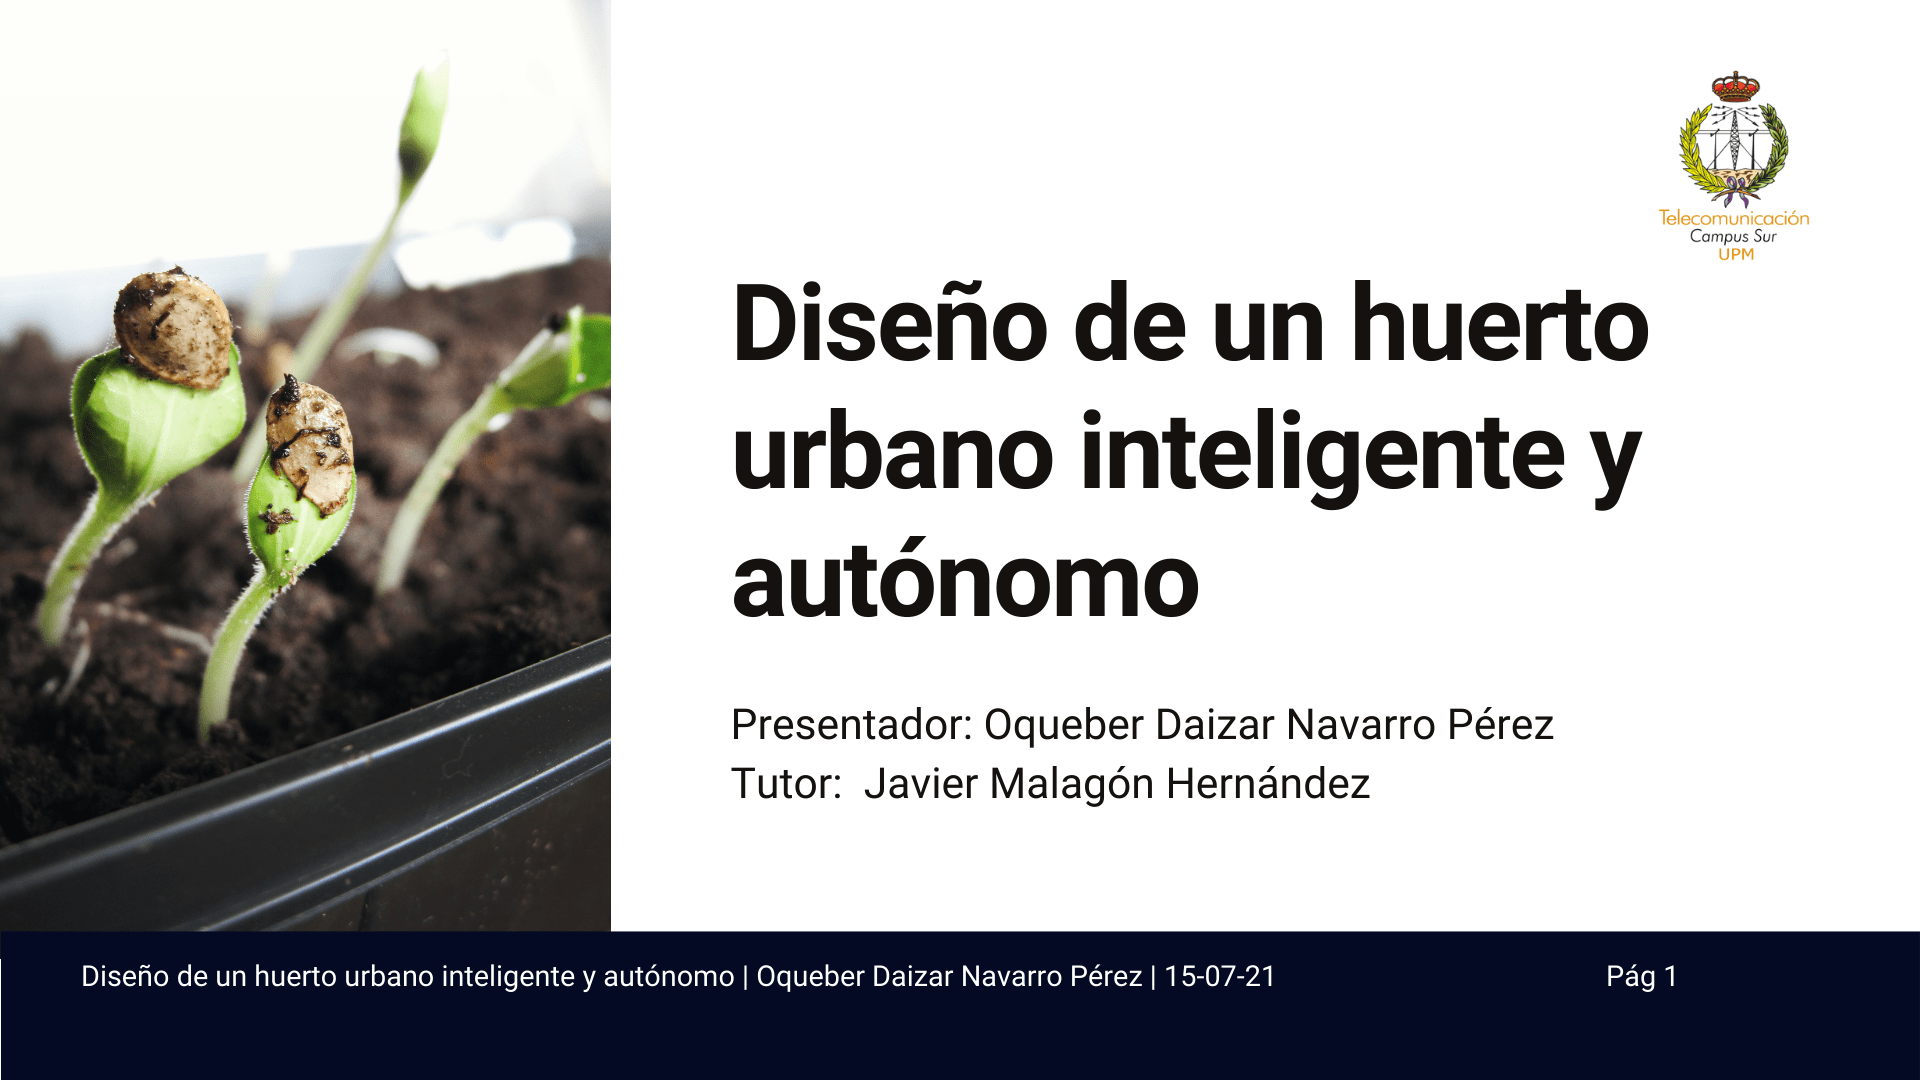 Telecomunicación
Campus Sur
UPM
Diseño de un huerto
urbano inteligente y
autónomo
Presentador: Oqueber Daizar Navarro Pérez
Tutor: Javier Malagón Hernández
Diseño de un huerto urbano inteligente y autónomo | Oqueber Daizar Navarro Pérez | 15-07-21
Pág 1